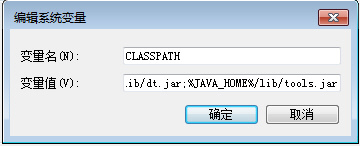 编辑系统变量
变量名(N): CLASSPATH
变量值(V): .ib/dt.jar;%JAVA_HOME%/lib/tools.jar
确定 取消